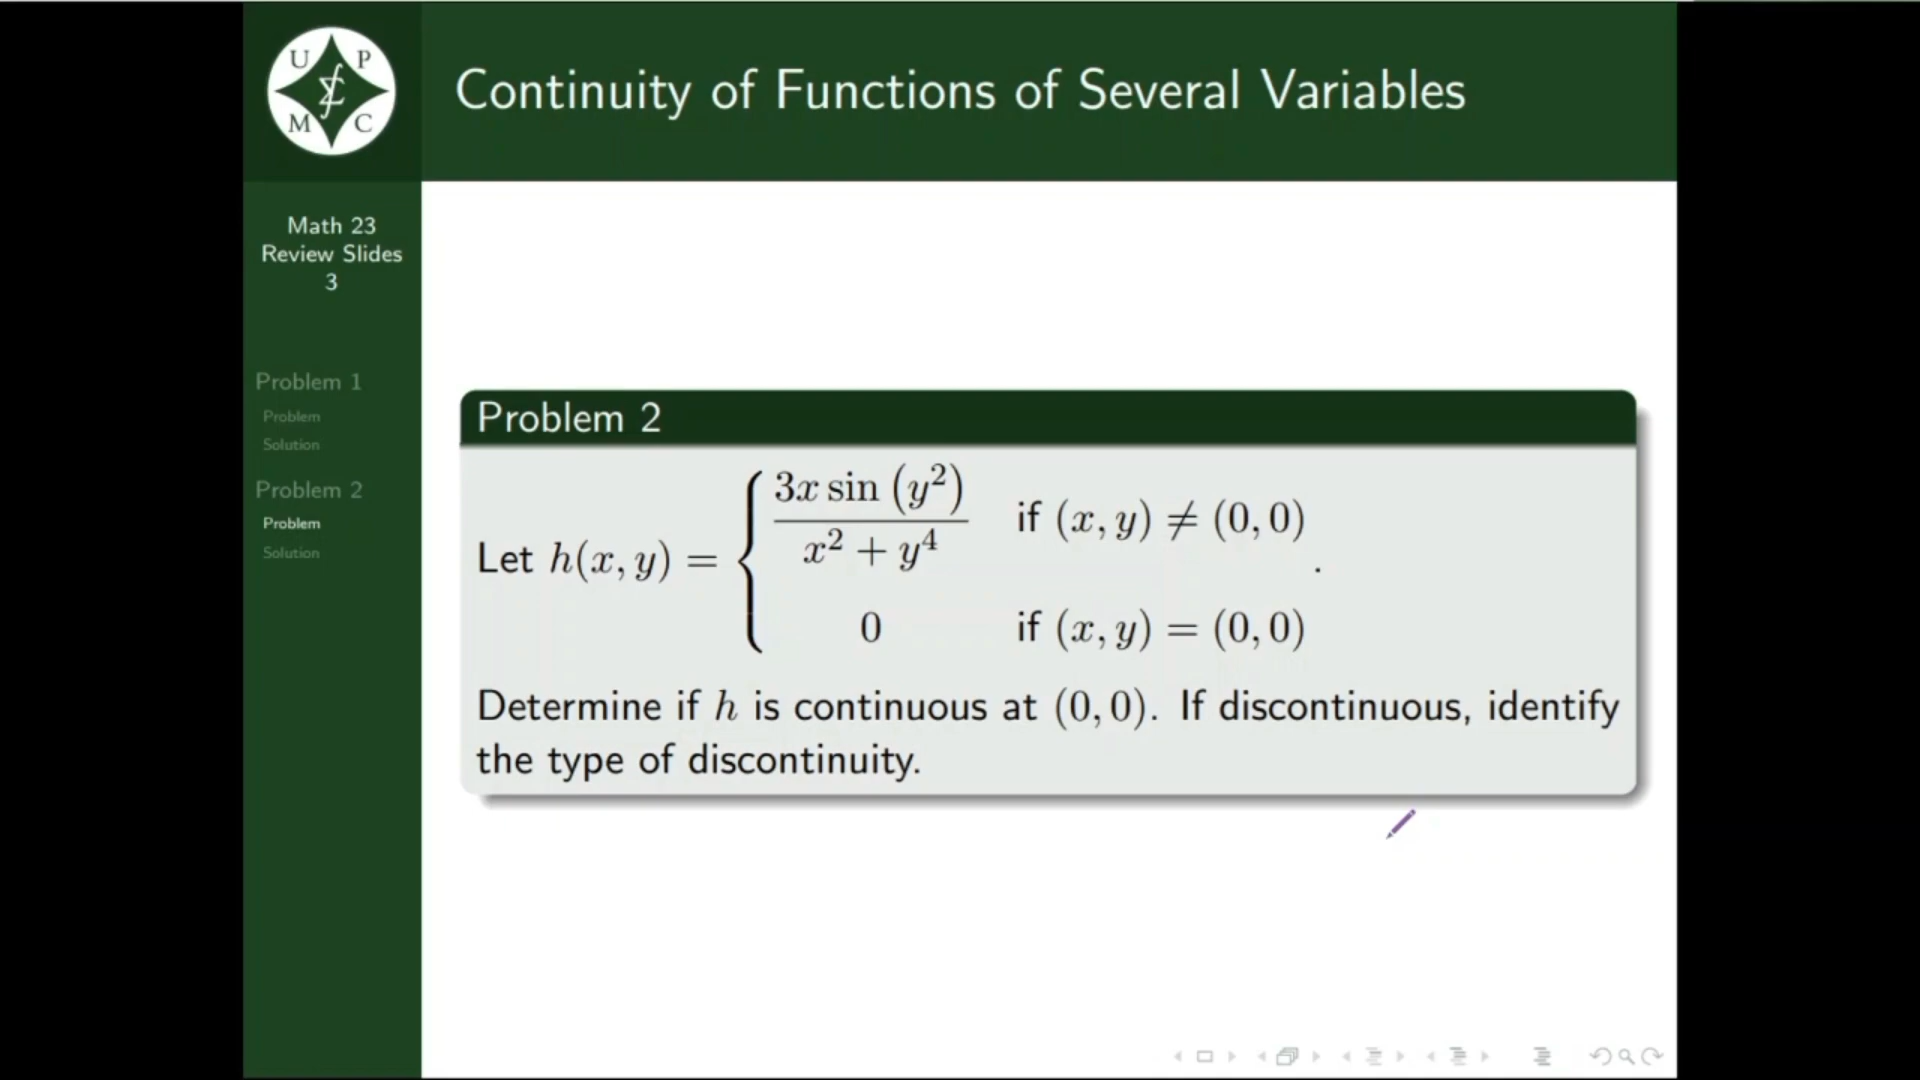 U P
M C
Continuity of Functions of Several Variables
Math 23
Review Slides
3
Problem 1
Problem
Solution
Problem 2
Problem
Solution
Problem 2
Let h(x, y) = { 3x sin (y²) / x² + y⁴ if (x, y) ≠ (0, 0)
0 if (x, y) = (0, 0) .
Determine if h is continuous at (0, 0). If discontinuous, identify
the type of discontinuity.